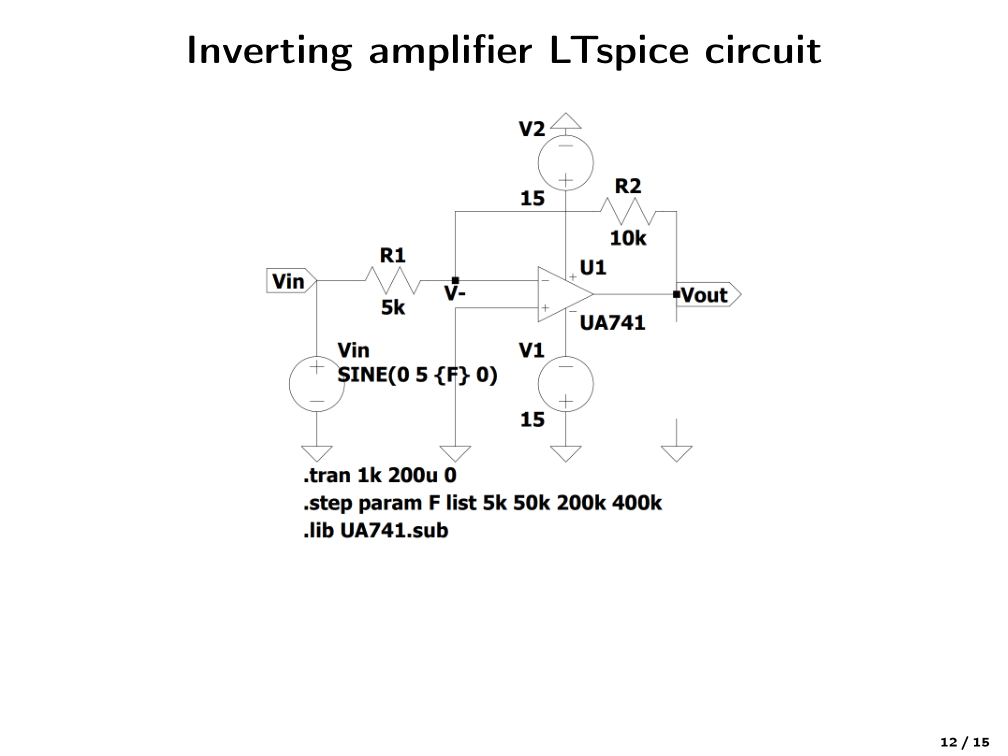 Inverting amplifier LTspice circuit
V2
15
R2
10k
R1
5k
Vin
V-
U1
UA741
Vout
Vin
SINE(0 5 {F} 0)
V1
15
.tran 1k 200u 0
.step param F list 5k 50k 200k 400k
.lib UA741.sub
12 / 15